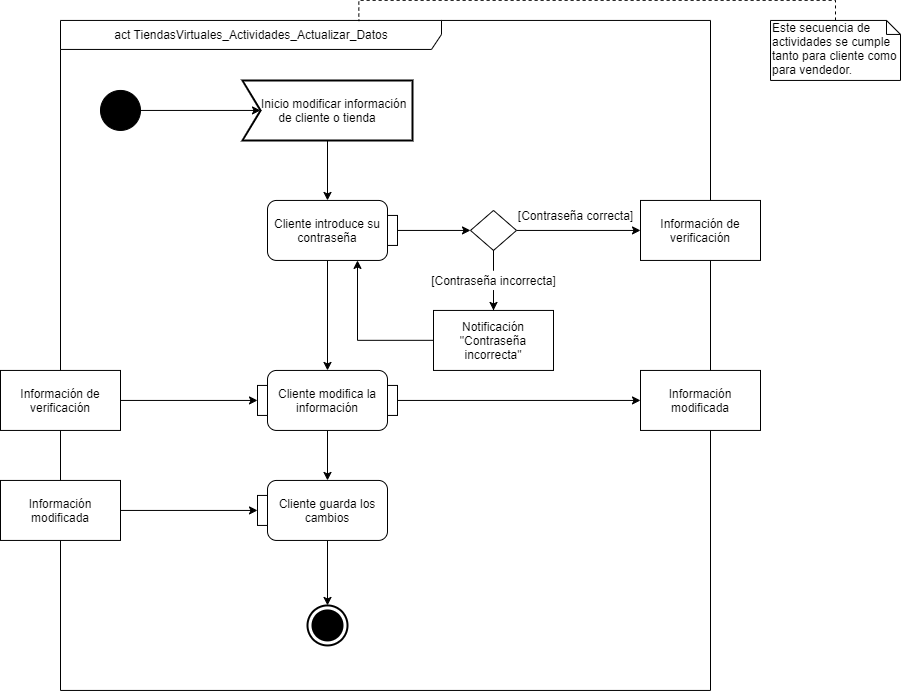 act TiendasVirtuales_Actividades_Actualizar_Datos
Este secuencia de
actividades se cumple
tanto para cliente como
para vendedor.
Inicio modificar información
de cliente o tienda
Cliente introduce su
contraseña
[Contraseña correcta]
Información de
verificación
[Contraseña incorrecta]
Notificación
"Contraseña
incorrecta"
Información de
verificación
Cliente modifica la
información
Información
modificada
Información
modificada
Cliente guarda los
cambios